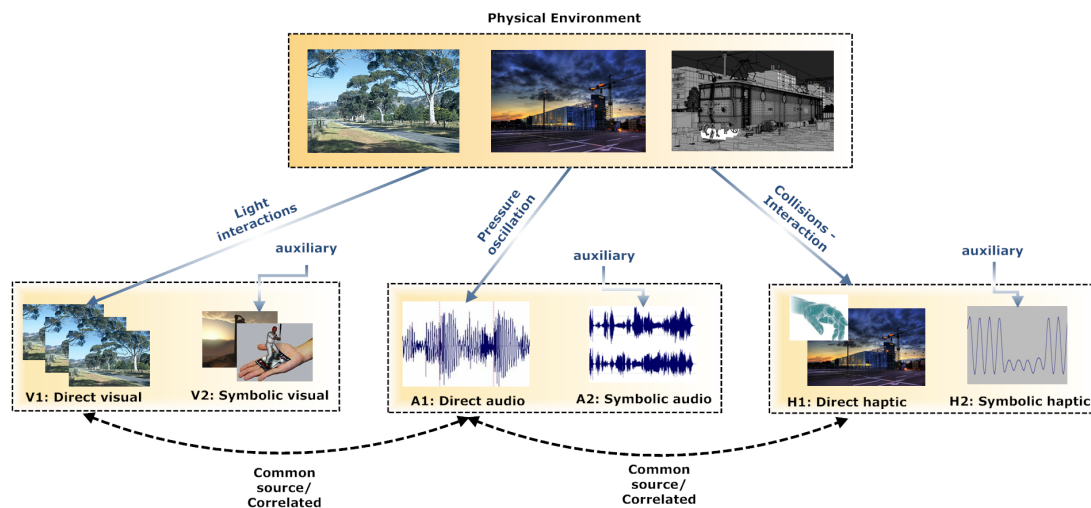 Physical Environment
Light
interactions
Pressure
oscillation
Collisions -
Interaction
auxiliary
auxiliary
auxiliary
V1: Direct visual
V2: Symbolic visual
A1: Direct audio
A2: Symbolic audio
H1: Direct haptic
H2: Symbolic haptic
Common
source/
Correlated
Common
source/
Correlated